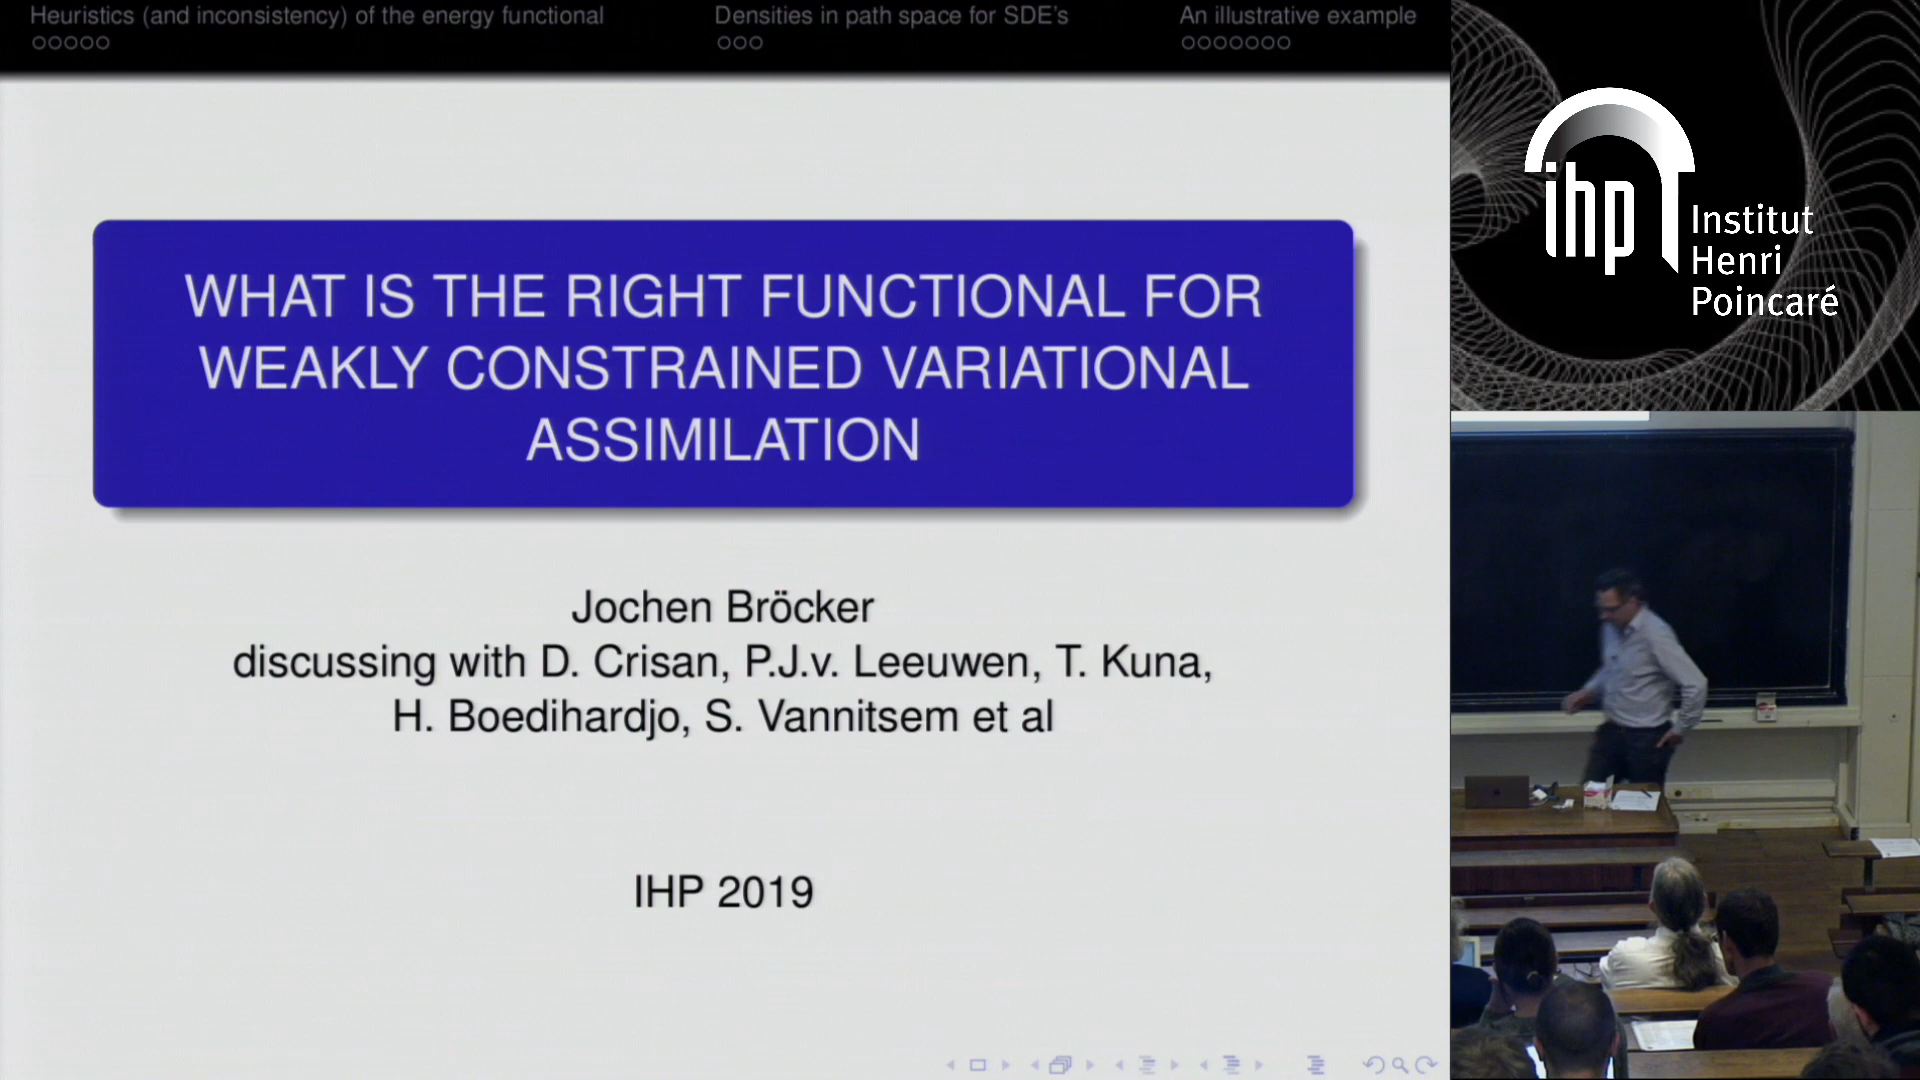 Heuristics (and inconsistency) of the energy functional
Densities in path space for SDE's
An illustrative example
WHAT IS THE RIGHT FUNCTIONAL FOR
WEAKLY CONSTRAINED VARIATIONAL
ASSIMILATION
Jochen Bröcker
discussing with D. Crisan, P.J.v. Leeuwen, T. Kuna,
H. Boedihardjo, S. Vannitsem et al
IHP 2019
ihp
Institut
Henri
Poincaré